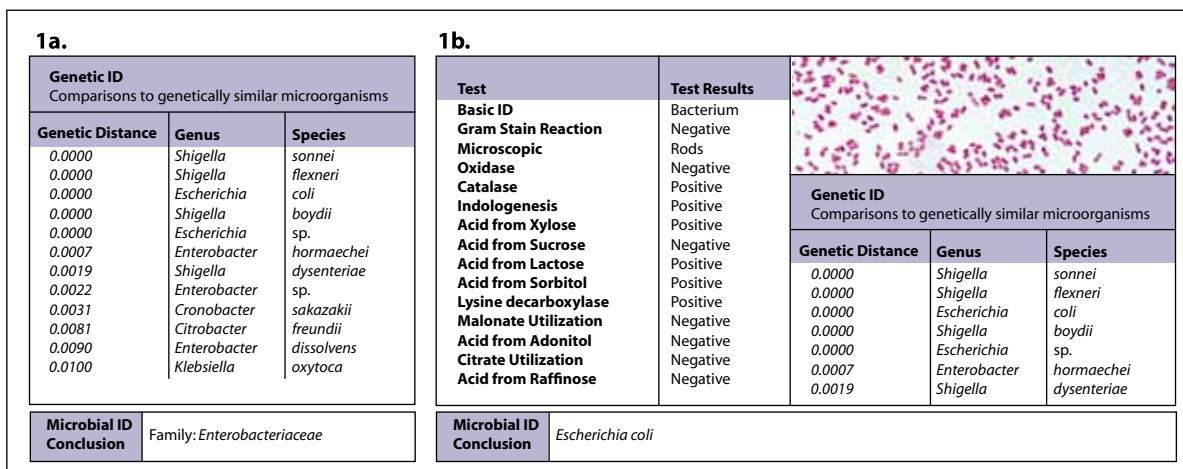 1a.
Genetic ID
Comparisons to genetically similar microorganisms
Genetic Distance Genus Species
0.0000 Shigella sonnei
0.0000 Shigella flexneri
0.0000 Escherichia coli
0.0000 Shigella boydii
0.0000 Escherichia sp.
0.0007 Enterobacter hormaechei
0.0019 Shigella dysenteriae
0.0022 Enterobacter sp.
0.0031 Cronobacter sakazakii
0.0081 Citrobacter freundii
0.0090 Enterobacter dissolvens
0.0100 Klebsiella oxytoca
Microbial ID
Conclusion
Family: Enterobacteriaceae
1b.
Test Test Results
Basic ID Bacterium
Gram Stain Reaction Negative
Microscopic Rods
Oxidase Negative
Catalase Positive
Indologenesis Positive
Acid from Xylose Positive
Acid from Sucrose Negative
Acid from Lactose Positive
Acid from Sorbitol Positive
Lysine decarboxylase Positive
Malonate Utilization Negative
Acid from Adonitol Negative
Citrate Utilization Negative
Acid from Raffinose Negative
Genetic ID
Comparisons to genetically similar microorganisms
Genetic Distance Genus Species
0.0000 Shigella sonnei
0.0000 Shigella flexneri
0.0000 Escherichia coli
0.0000 Shigella boydii
0.0000 Escherichia sp.
0.0007 Enterobacter hormaechei
0.0019 Shigella dysenteriae
Microbial ID
Conclusion
Escherichia coli